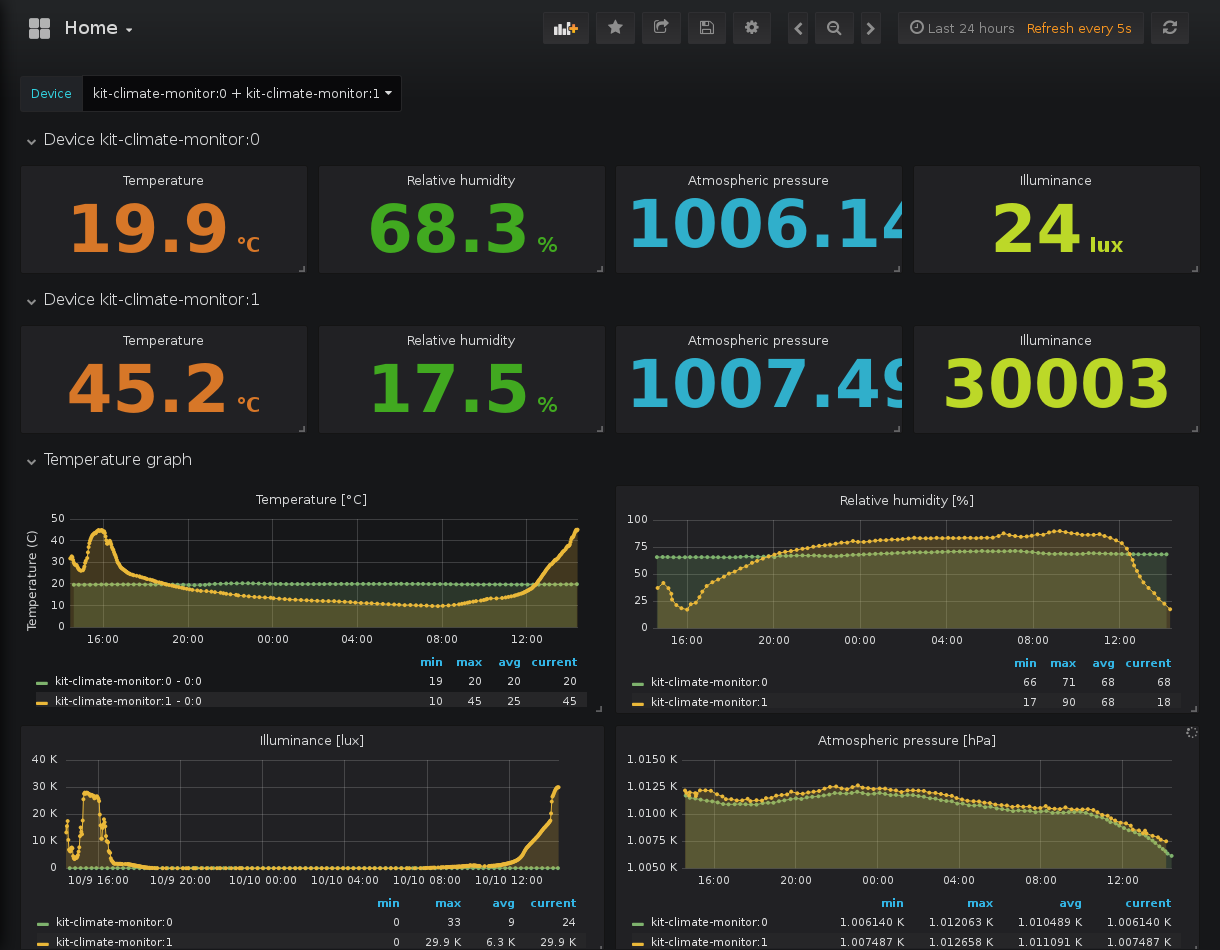 Home
Last 24 hours Refresh every 5s
Device kit-climate-monitor:0 + kit-climate-monitor:1
Device kit-climate-monitor:0
Temperature Relative humidity Atmospheric pressure Illuminance
19.9 °C 68.3 % 1006.14 24 lux
Device kit-climate-monitor:1
Temperature Relative humidity Atmospheric pressure Illuminance
45.2 °C 17.5 % 1007.49 30003
Temperature graph
Temperature [°C]
Temperature (C)
50
40
30
20
10
0
16:00 20:00 00:00 04:00 08:00 12:00
min max avg current
kit-climate-monitor:0 - 0:0 19 20 20 20
kit-climate-monitor:1 - 0:0 10 45 25 45
Relative humidity [%]
100
75
50
25
0
16:00 20:00 00:00 04:00 08:00 12:00
min max avg current
kit-climate-monitor:0 66 71 68 68
kit-climate-monitor:1 17 90 68 18
Illuminance [lux]
40 K
30 K
20 K
10 K
0
10/9 16:00 10/9 20:00 10/10 00:00 10/10 04:00 10/10 08:00 10/10 12:00
min max avg current
kit-climate-monitor:0 0 33 9 24
kit-climate-monitor:1 0 29.9 K 6.3 K 29.9 K
Atmospheric pressure [hPa]
1.0150 K
1.0125 K
1.0100 K
1.0075 K
1.0050 K
16:00 20:00 00:00 04:00 08:00 12:00
min max avg current
kit-climate-monitor:0 1.006140 K 1.012063 K 1.010489 K 1.006140 K
kit-climate-monitor:1 1.007487 K 1.012658 K 1.011091 K 1.007487 K